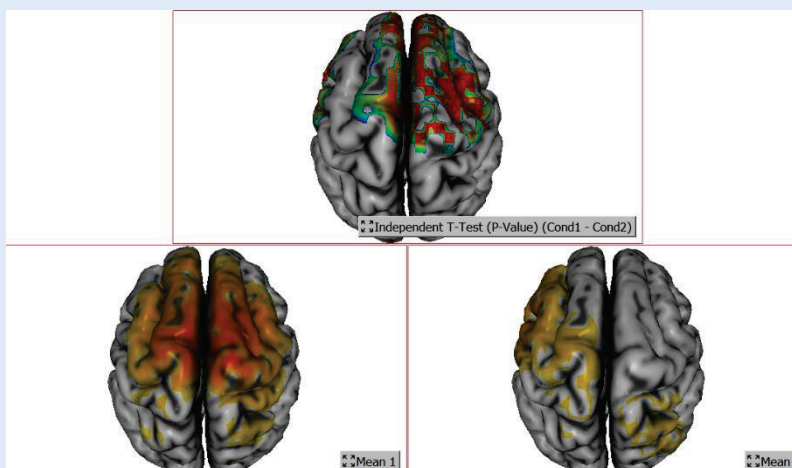 Independent T-Test (P-Value) (Cond1 - Cond2)
Mean 1
Mean